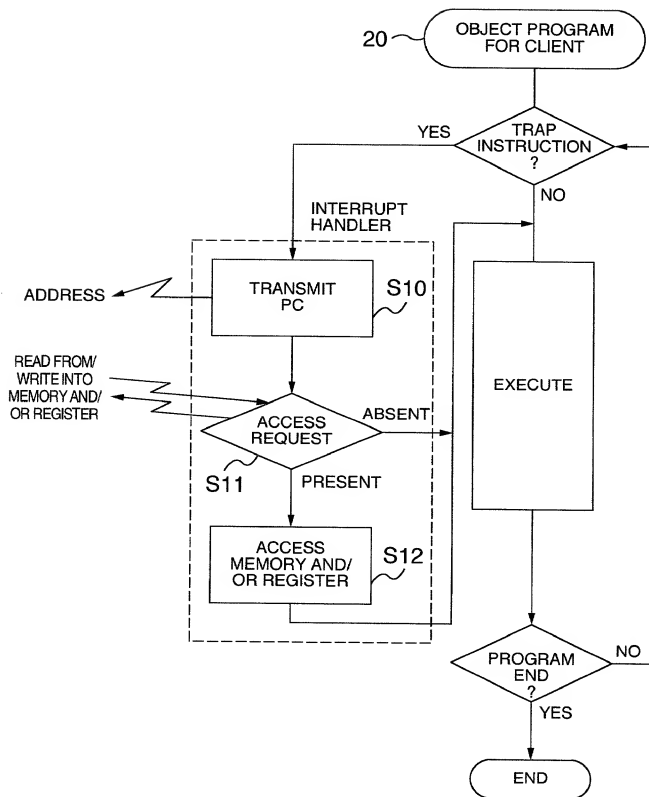 20
OBJECT PROGRAM
FOR CLIENT
YES
TRAP
INSTRUCTION
?
NO
INTERRUPT
HANDLER
TRANSMIT
PC
S10
ADDRESS
EXECUTE
READ FROM/
WRITE INTO
MEMORY AND/
OR REGISTER
ACCESS
REQUEST
ABSENT
S11
PRESENT
ACCESS
MEMORY AND/
OR REGISTER
S12
PROGRAM
END
?
NO
YES
END